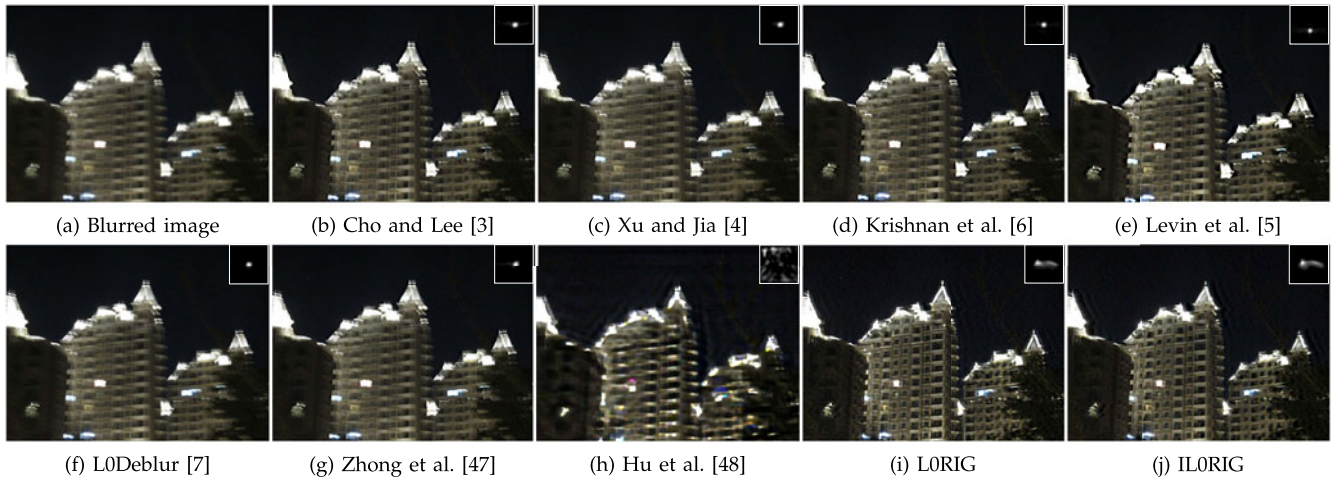 (a) Blurred image
(b) Cho and Lee [3]
(c) Xu and Jia [4]
(d) Krishnan et al. [6]
(e) Levin et al. [5]
(f) L0Deblur [7]
(g) Zhong et al. [47]
(h) Hu et al. [48]
(i) L0RIG
(j) IL0RIG